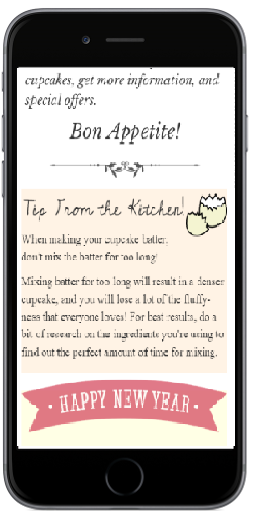 cupcakes, get more information, and
special offers.
Bon Appetite!
Tip From the Kitchen!
When making your cupcake batter,
don't mix the batter for too long!
Mixing batter for too long will result in a denser
cupcake, and you will lose a lot of the fluffy-
ness that everyone loves! For best results, do a
bit of research on the ingredients you're using to
find out the perfect amount of time for mixing.
HAPPY NEW YEAR